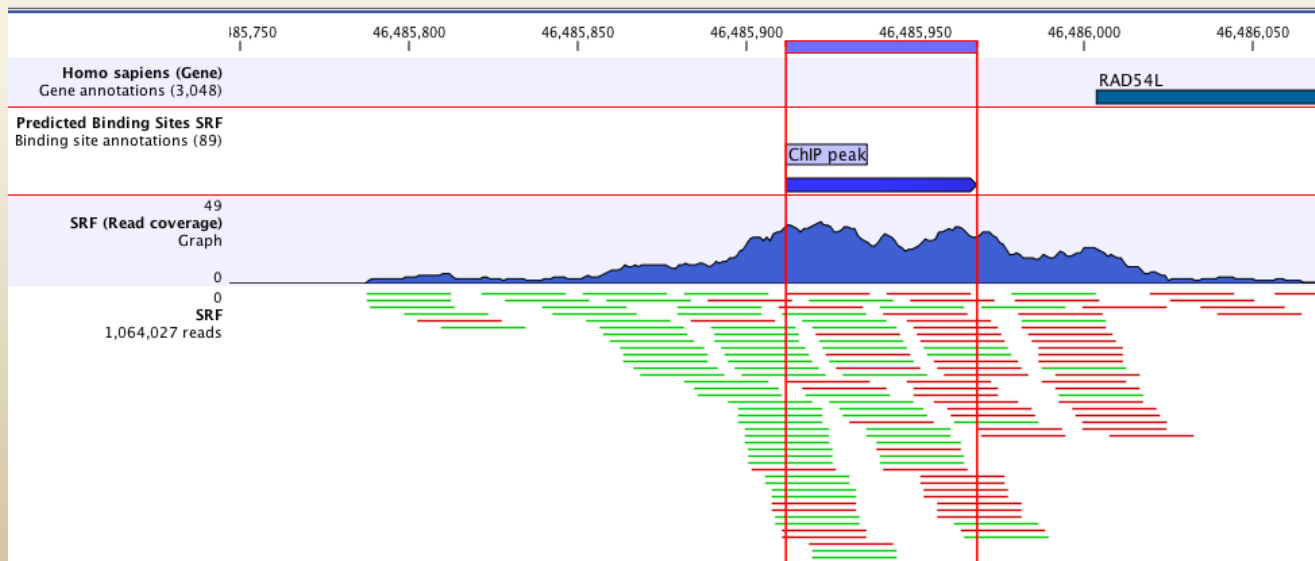 85,750 46,485,800 46,485,850 46,485,900 46,485,950 46,486,000 46,486,050
Homo sapiens (Gene)
Gene annotations (3,048)
RAD54L
Predicted Binding Sites SRF
Binding site annotations (89)
ChIP peak
49
SRF (Read coverage)
Graph
0
0
SRF
1,064,027 reads